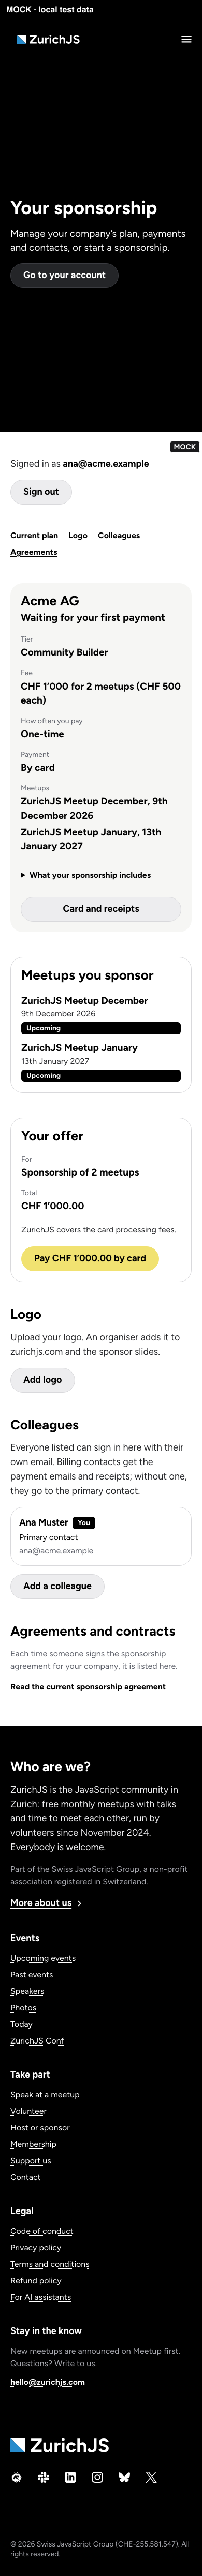 MOCK - local test data
ZurichJS
Your sponsorship
Manage your company's plan, payments
and contacts, or start a sponsorship.
Go to your account
MOCK
Signed in as ana@acme.example
Sign out
Current plan Logo Colleagues
Agreements
Acme AG
Waiting for your first payment
Tier
Community Builder
Fee
CHF 1'000 for 2 meetups (CHF 500
each)
How often you pay
One-time
Payment
By card
Meetups
ZurichJS Meetup December, 9th
December 2026
ZurichJS Meetup January, 13th
January 2027
What your sponsorship includes
Card and receipts
Meetups you sponsor
ZurichJS Meetup December
9th December 2026
Upcoming
ZurichJS Meetup January
13th January 2027
Upcoming
Your offer
For
Sponsorship of 2 meetups
Total
CHF 1'000.00
ZurichJS covers the card processing fees.
Pay CHF 1'000.00 by card
Logo
Upload your logo. An organiser adds it to
zurichjs.com and the sponsor slides.
Add logo
Colleagues
Everyone listed can sign in here with their
own email. Billing contacts get the
payment emails and receipts; without one,
they go to the primary contact.
Ana Muster You
Primary contact
ana@acme.example
Add a colleague
Agreements and contracts
Each time someone signs the sponsorship
agreement for your company, it is listed here.
Read the current sponsorship agreement
Who are we?
ZurichJS is the JavaScript community in
Zurich: free monthly meetups with talks
and time to meet each other, run by
volunteers since November 2024.
Everybody is welcome.
Part of the Swiss JavaScript Group, a non-profit
association registered in Switzerland.
More about us
Events
Upcoming events
Past events
Speakers
Photos
Today
ZurichJS Conf
Take part
Speak at a meetup
Volunteer
Host or sponsor
Membership
Support us
Contact
Legal
Code of conduct
Privacy policy
Terms and conditions
Refund policy
For AI assistants
Stay in the know
New meetups are announced on Meetup first.
Questions? Write to us.
hello@zurichjs.com
ZurichJS
© 2026 Swiss JavaScript Group (CHE-255.581.547). All
rights reserved.